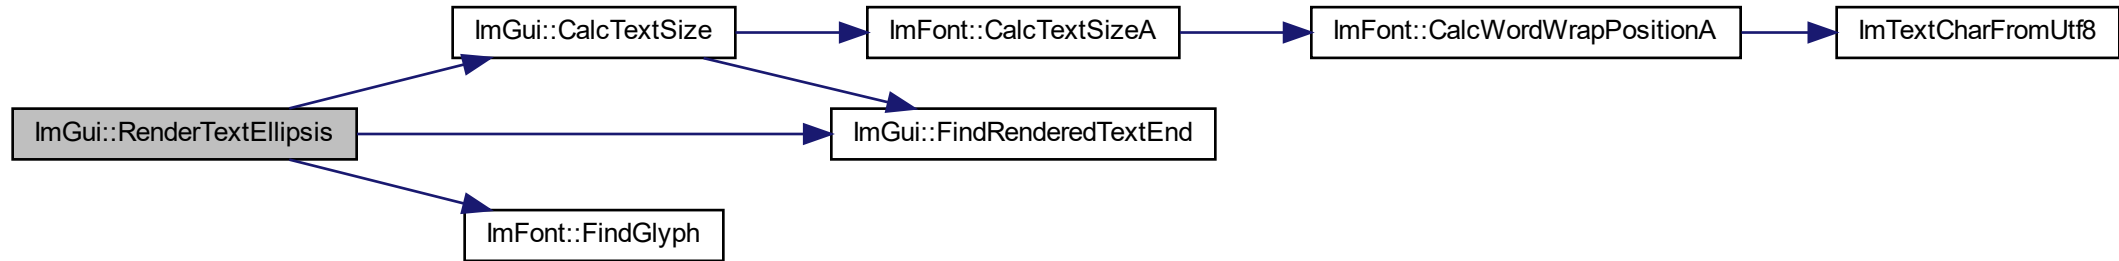 ImGui::CalcTextSize
ImFont::CalcTextSizeA
ImFont::CalcWordWrapPositionA
ImTextCharFromUtf8
ImGui::RenderTextEllipsis
ImGui::FindRenderedTextEnd
ImFont::FindGlyph